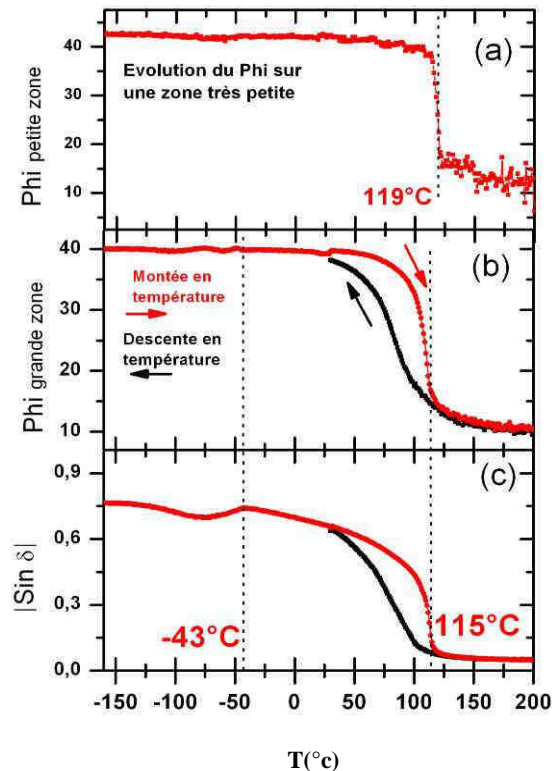 40
30
20
10
Phi petite zone
(a)
Evolution du Phi sur
une zone très petite
119°C
40
30
20
10
Phi grande zone
(b)
Montée en
température
Descente en
température
0,9
0,6
0,3
0,0
|Sin δ|
(c)
-43°C
115°C
-150 -100 -50 0 50 100 150 200
T(°c)